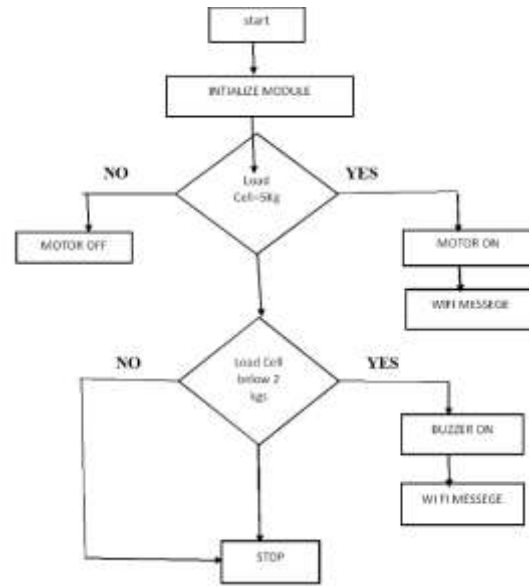 start
INTIALIZE MODULE
NO
YES
Load
Cell=5Kg
MOTOR OFF
MOTOR ON
WIFI MESSEGE
NO
YES
Load Cell
below 2
kgs
BUZZER ON
WI FI MESSEGE
STOP